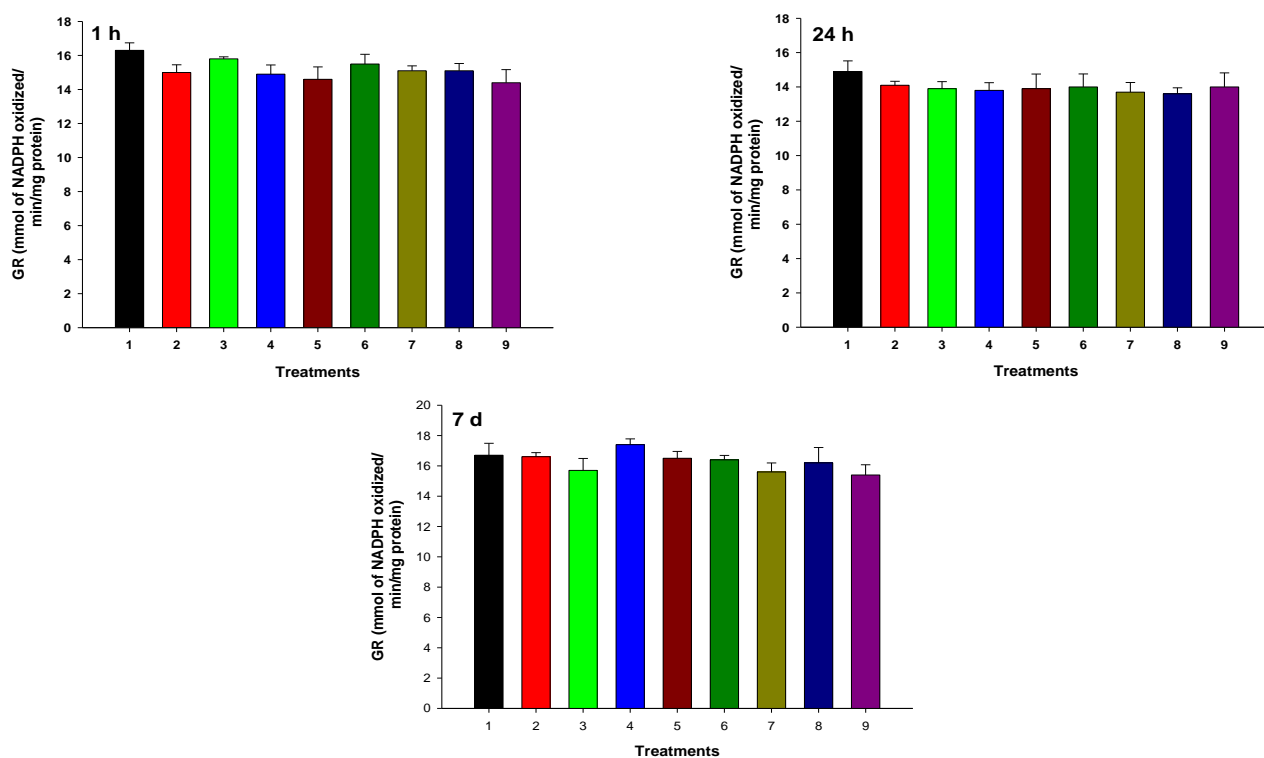 1 h
GR (mmol of NADPH oxidized/
min/mg protein)
18
16
14
12
10
8
6
4
2
0
1 2 3 4 5 6 7 8 9
Treatments
24 h
GR (mmol of NADPH oxidized/
min/mg protein)
18
16
14
12
10
8
6
4
2
0
1 2 3 4 5 6 7 8 9
Treatments
7 d
GR (mmol of NADPH oxidized/
min/mg protein)
20
18
16
14
12
10
8
6
4
2
0
1 2 3 4 5 6 7 8 9
Treatments